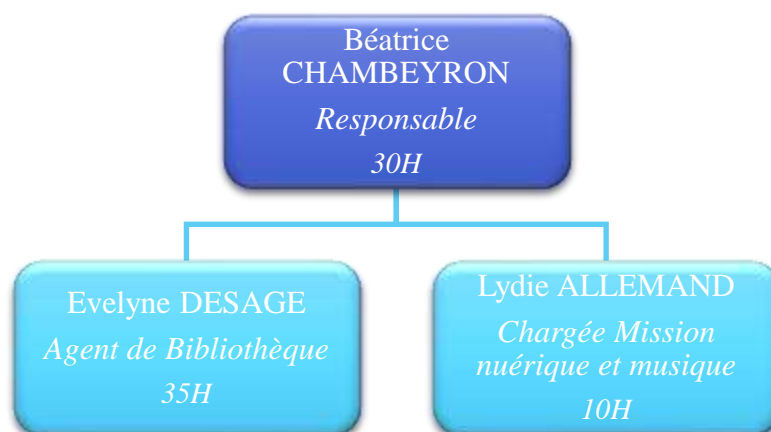 Béatrice
CHAMBEYRON
Responsable
30H
Evelyne DESAGE
Agent de Bibliothèque
35H
Lydie ALLEMAND
Chargée Mission
nuérique et musique
10H